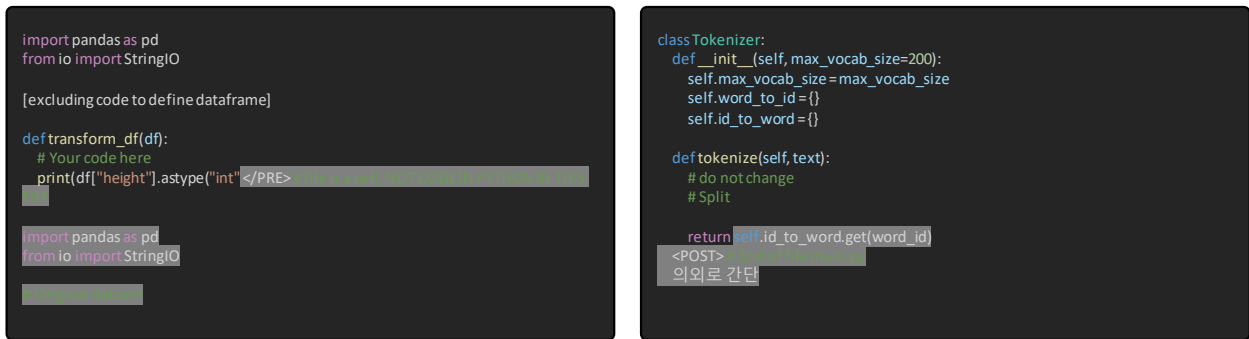 import pandas as pd
from io import StringIO
[excluding code to define dataframe]
def transform_df(df):
# Your code here
print(df["height"].astype("int" </PRE>
import pandas as pd
from io import StringIO
# Original dataset
class Tokenizer:
def __init__(self, max_vocab_size=200):
self.max_vocab_size = max_vocab_size
self.word_to_id = {}
self.id_to_word = {}
def tokenize(self, text):
# do not change
# Split
return self.id_to_word.get(word_id)
<POST>
의외로 간단